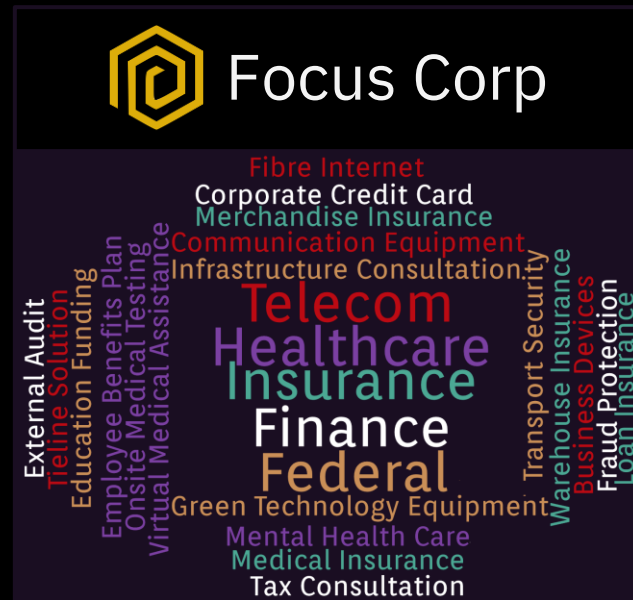 Focus Corp
Fibre Internet
Corporate Credit Card
Merchandise Insurance
Communication Equipment
Infrastructure Consultation
Telecom
Healthcare
Insurance
Finance
Federal
Green Technology Equipment
Mental Health Care
Medical Insurance
Tax Consultation
External Audit
Tieline Solution
Education Funding
Employee Benefits Plan
Onsite Medical Testing
Virtual Medical Assistance
Transport Security
Warehouse Insurance
Business Devices
Fraud Protection
Loan Insurance